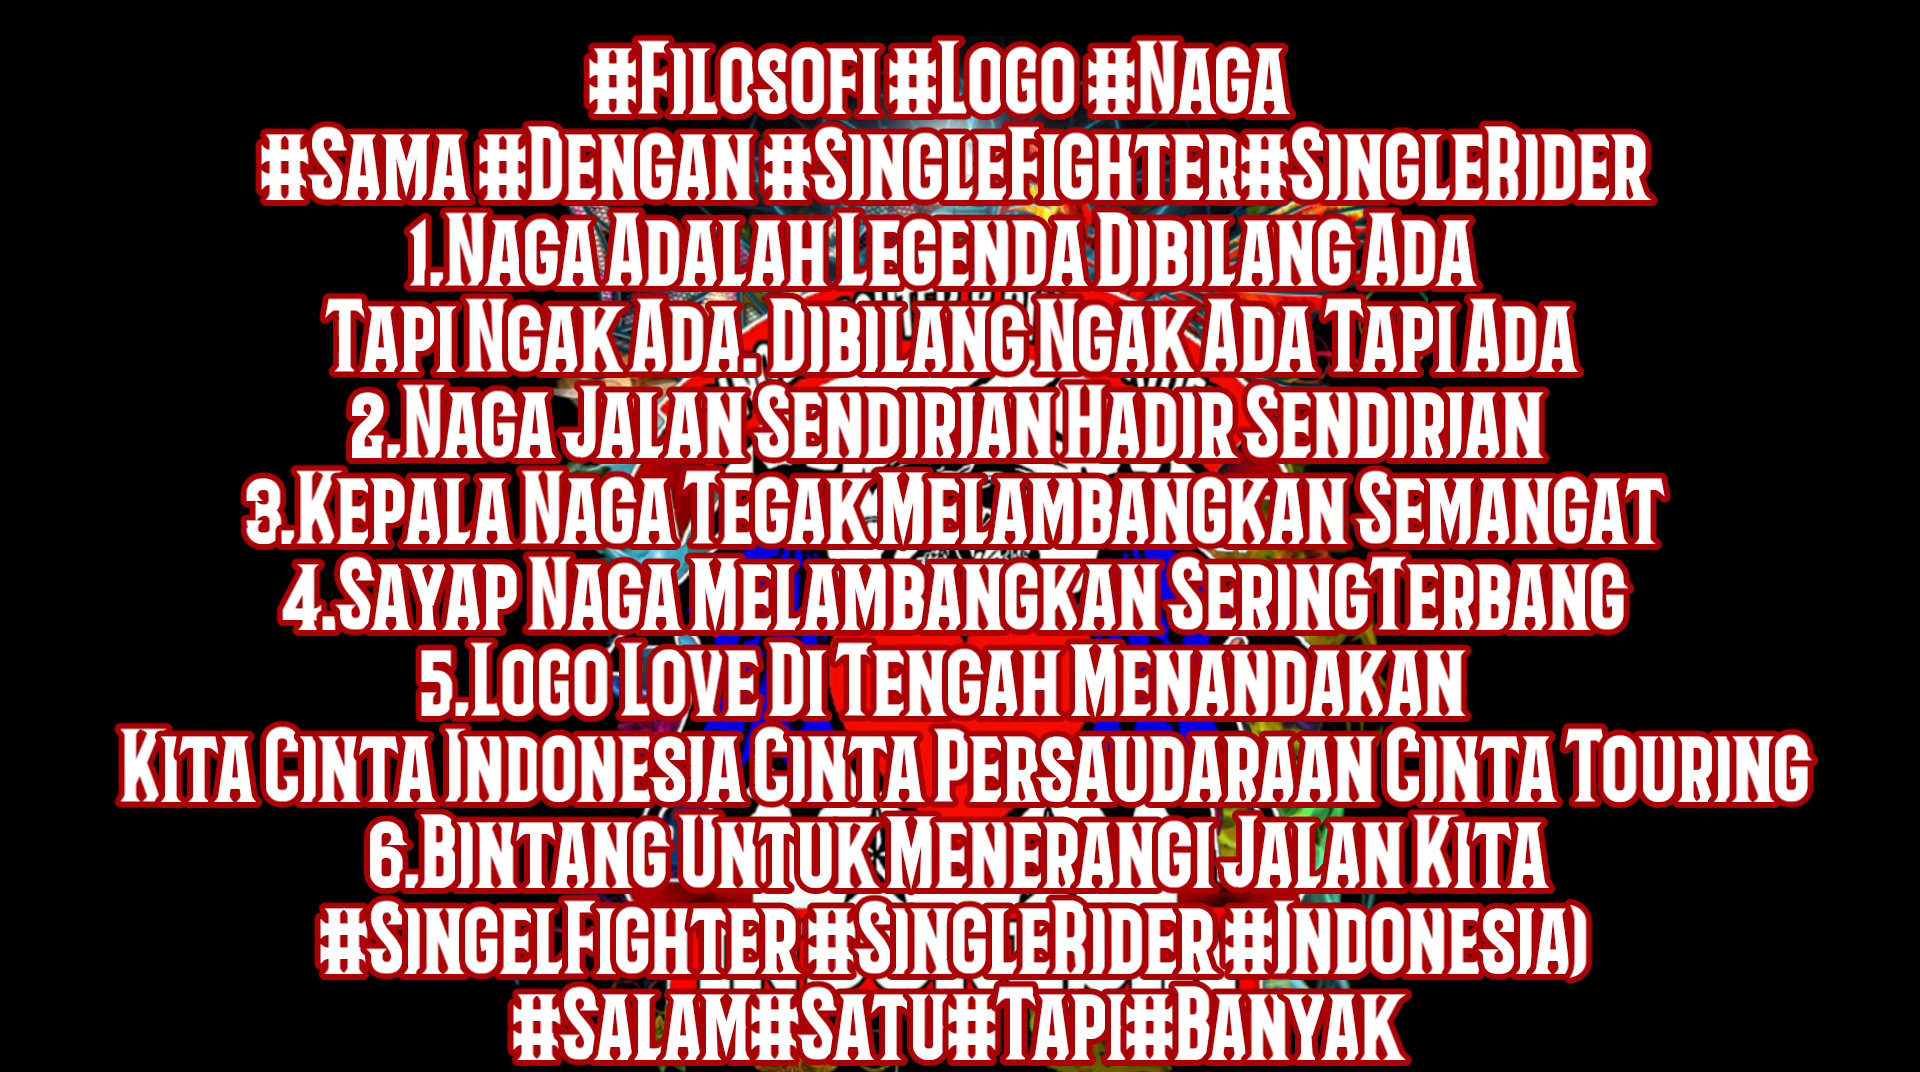 #Filosofi #Logo #Naga
#Sama #Dengan #SingleFighter#SingleRider
1.Naga Adalah Legenda Dibilang Ada
Tapi Ngak Ada. Dibilang Ngak Ada Tapi Ada
2.Naga Jalan Sendirian Hadir Sendirian
3.Kepala Naga Tegak Melambangkan Semangat
4.Sayap Naga Melambangkan Sering Terbang
5.Logo Love Di Tengah Menandakan
Kita Cinta Indonesia Cinta Persaudaraan Cinta Touring
6.Bintang Untuk Menerangi Jalan Kita
#SingelFighter #SingleRider #Indonesia)
#Salam#Satu#Tapi#Banyak